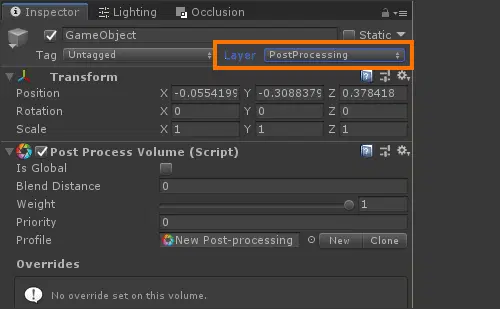 Inspector Lighting Occlusion
GameObject Static
Tag Untagged Layer PostProcessing
Transform
Position X -0.0554199 Y -0.3088379 Z 0.378418
Rotation X 0 Y 0 Z 0
Scale X 1 Y 1 Z 1
Post Process Volume (Script)
Is Global
Blend Distance 0
Weight 1
Priority 0
Profile New Post-processing New Clone
Overrides
No override set on this volume.